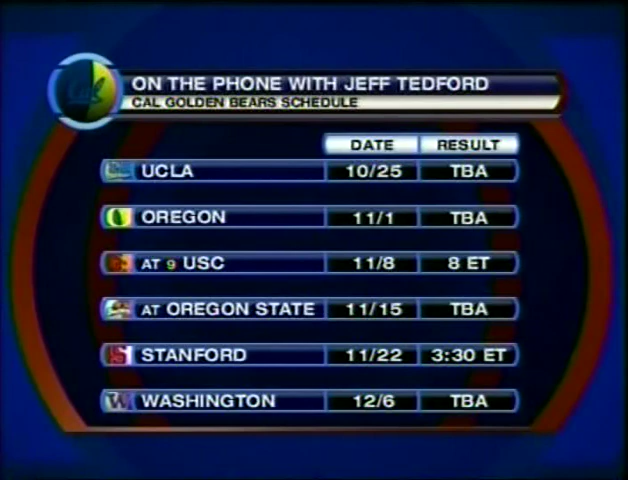 ON THE PHONE WITH JEFF TEDFORD
CAL GOLDEN BEARS SCHEDULE
DATE RESULT
UCLA 10/25 TBA
OREGON 11/1 TBA
AT 9 USC 11/8 8 ET
AT OREGON STATE 11/15 TBA
STANFORD 11/22 3:30 ET
W WASHINGTON 12/6 TBA